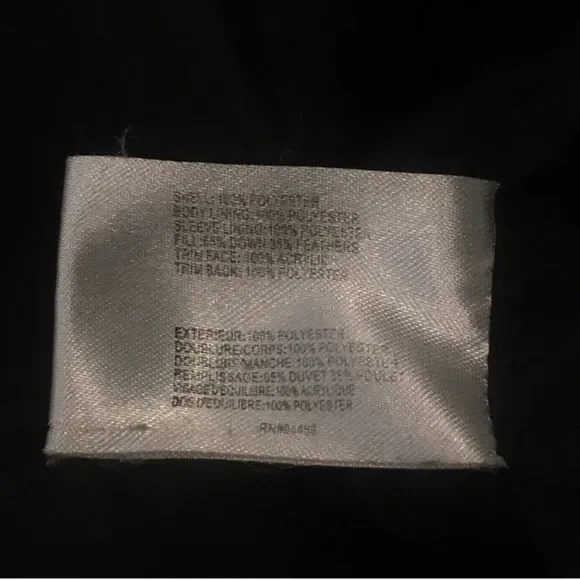 SHELL:100% POLYESTER
BODY LINING:100% POLYESTER
SLEEVE LINING:100% POLYESTER
FILL:65% DOWN 35% FEATHERS
TRIM FACE: 100% ACRYLIC
TRIM BACK: 100% POLYESTER
EXTERIEUR:100% POLYESTER
DOUBLURE/CORPS:100% POLYESTER
DOUBLURE/MANCHE:100% POLYESTER
REMPLISSAGE:65% DUVET 35%
VISAGE D'EQUILIBRE:100% ACRYLIQUE
DOS D'EQUILIBRE:100% POLYESTER